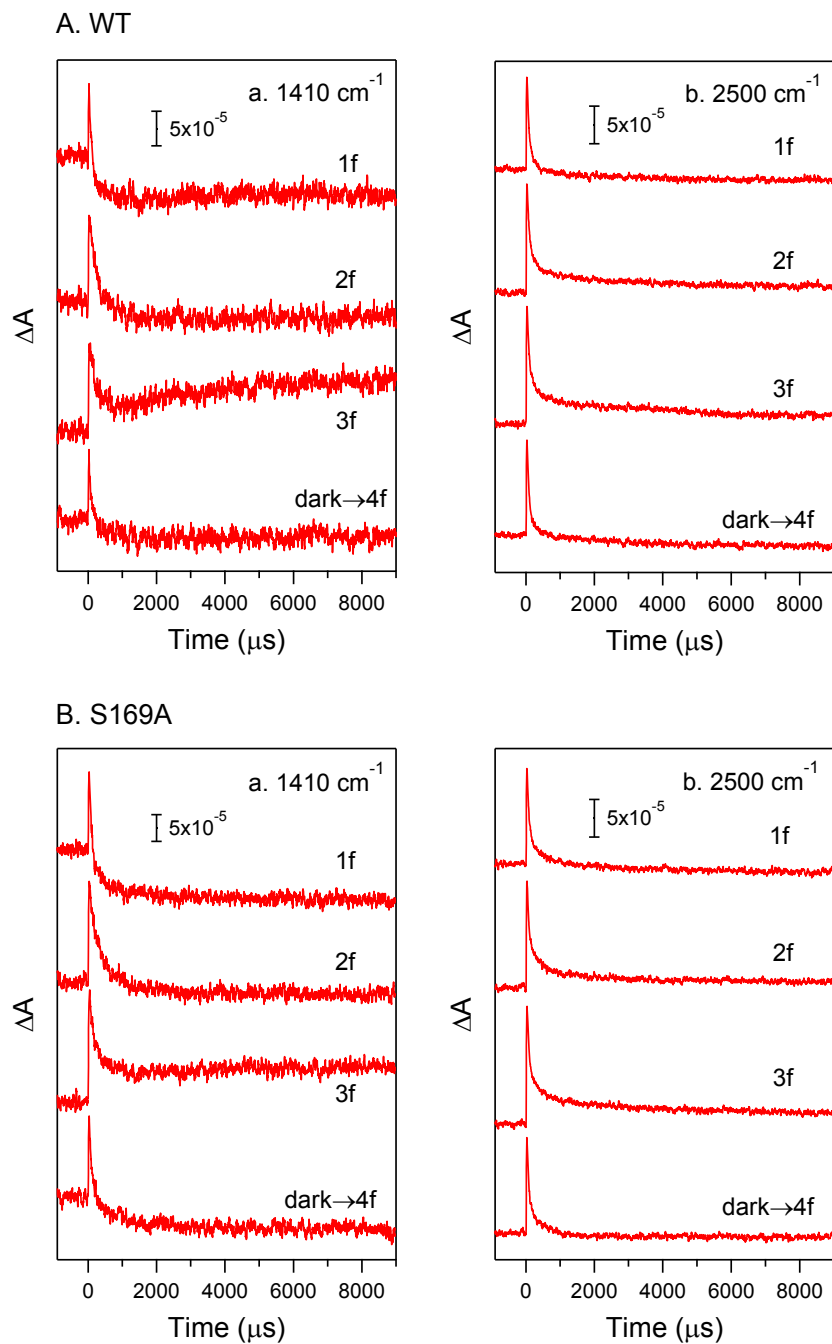 A. WT
a. 1410 cm⁻¹
5x10⁻⁵
1f
2f
3f
dark→4f
ΔA
0 2000 4000 6000 8000
Time (μs)
b. 2500 cm⁻¹
5x10⁻⁵
1f
2f
3f
dark→4f
ΔA
0 2000 4000 6000 8000
Time (μs)
B. S169A
a. 1410 cm⁻¹
5x10⁻⁵
1f
2f
3f
dark→4f
ΔA
0 2000 4000 6000 8000
Time (μs)
b. 2500 cm⁻¹
5x10⁻⁵
1f
2f
3f
dark→4f
ΔA
0 2000 4000 6000 8000
Time (μs)